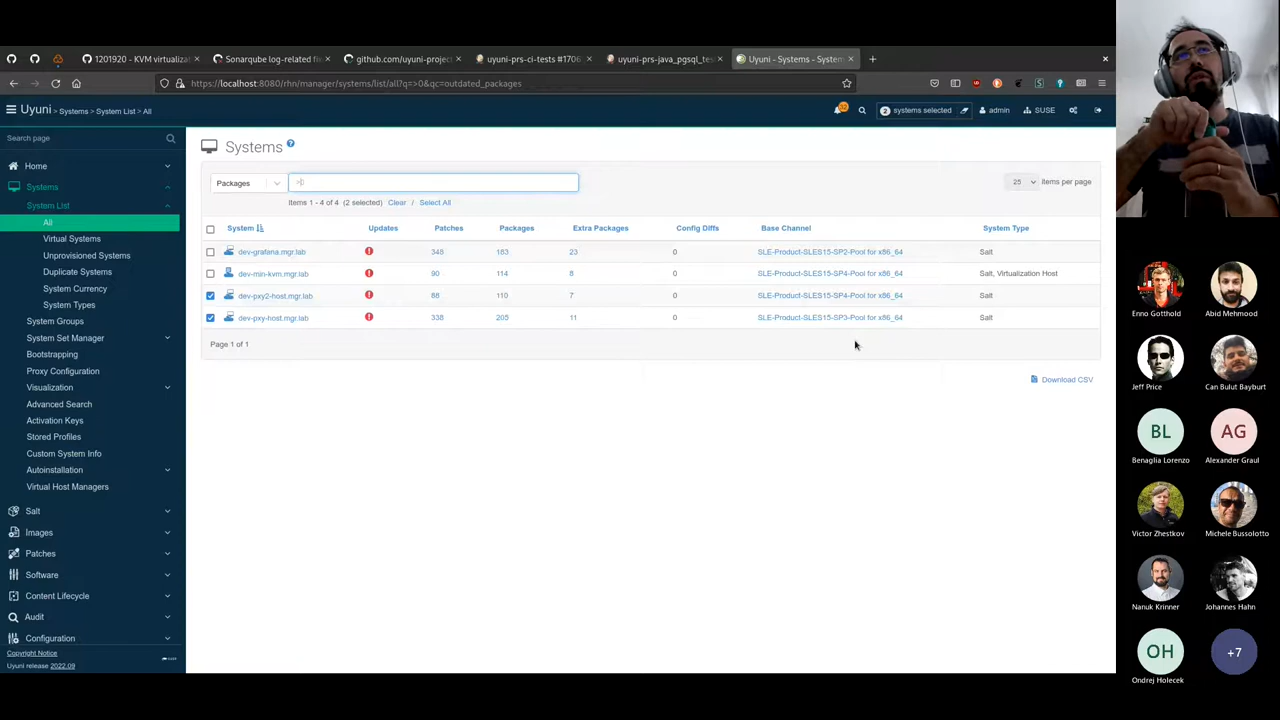 1201920 - KVM virtualiza
Sonarqube log-related fi
github.com/uyuni-projec
uyuni-prs-ci-tests #1706
uyuni-prs-java_pgsql_tes
Uyuni - Systems - System
https://localhost:8080/rhn/manager/systems/list/all?q=>0&qc=outdated_packages
Uyuni > Systems > System List > All
2 systems selected
admin
SUSE
Search page
Home
Systems
System List
All
Virtual Systems
Unprovisioned Systems
Duplicate Systems
System Currency
System Types
System Groups
System Set Manager
Bootstrapping
Proxy Configuration
Visualization
Advanced Search
Activation Keys
Stored Profiles
Custom System Info
Autoinstallation
Virtual Host Managers
Salt
Images
Patches
Software
Content Lifecycle
Audit
Configuration
Copyright Notice
Uyuni release 2022.09
Systems
Packages >0 25 items per page
Items 1 - 4 of 4 (2 selected) Clear / Select All
System Updates Patches Packages Extra Packages Config Diffs Base Channel System Type
dev-grafana.mgr.lab 348 183 23 0 SLE-Product-SLES15-SP2-Pool for x86_64 Salt
dev-min-kvm.mgr.lab 90 114 8 0 SLE-Product-SLES15-SP4-Pool for x86_64 Salt, Virtualization Host
dev-pxy2-host.mgr.lab 88 110 7 0 SLE-Product-SLES15-SP4-Pool for x86_64 Salt
dev-pxy-host.mgr.lab 338 205 11 0 SLE-Product-SLES15-SP3-Pool for x86_64 Salt
Page 1 of 1
Download CSV
Enno Gotthold
Abid Mehmood
Jeff Price
Can Bulut Bayburt
BL
AG
Benaglia Lorenzo
Alexander Graul
Victor Zhestkov
Michele Bussolotto
Nanuk Krinner
Johannes Hahn
OH
+7
Ondrej Holecek